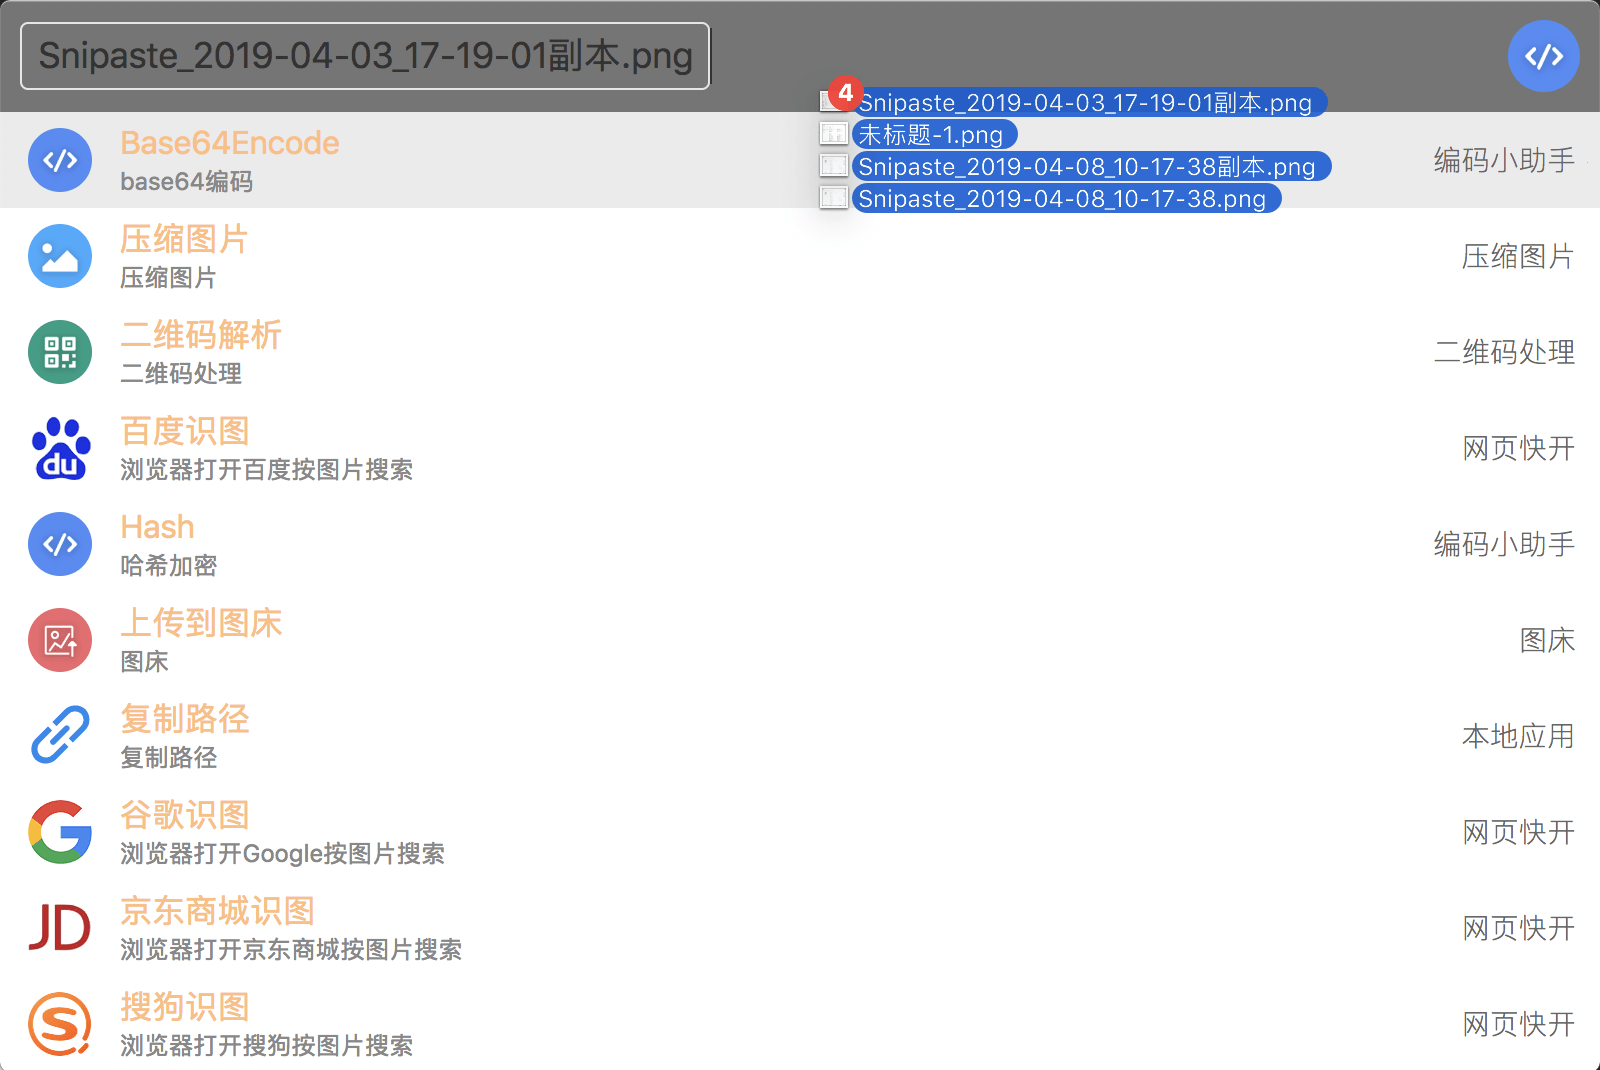 Snipaste_2019-04-03_17-19-01副本.png
</>
4
Snipaste_2019-04-03_17-19-01副本.png
未标题-1.png
Snipaste_2019-04-08_10-17-38副本.png
Snipaste_2019-04-08_10-17-38.png
</>
Base64Encode
base64编码
编码小助手
压缩图片
压缩图片
压缩图片
二维码解析
二维码处理
二维码处理
du
百度识图
浏览器打开百度按图片搜索
网页快开
</>
Hash
哈希加密
编码小助手
上传到图床
图床
图床
复制路径
复制路径
本地应用
G
谷歌识图
浏览器打开Google按图片搜索
网页快开
JD
京东商城识图
浏览器打开京东商城按图片搜索
网页快开
S
搜狗识图
浏览器打开搜狗按图片搜索
网页快开